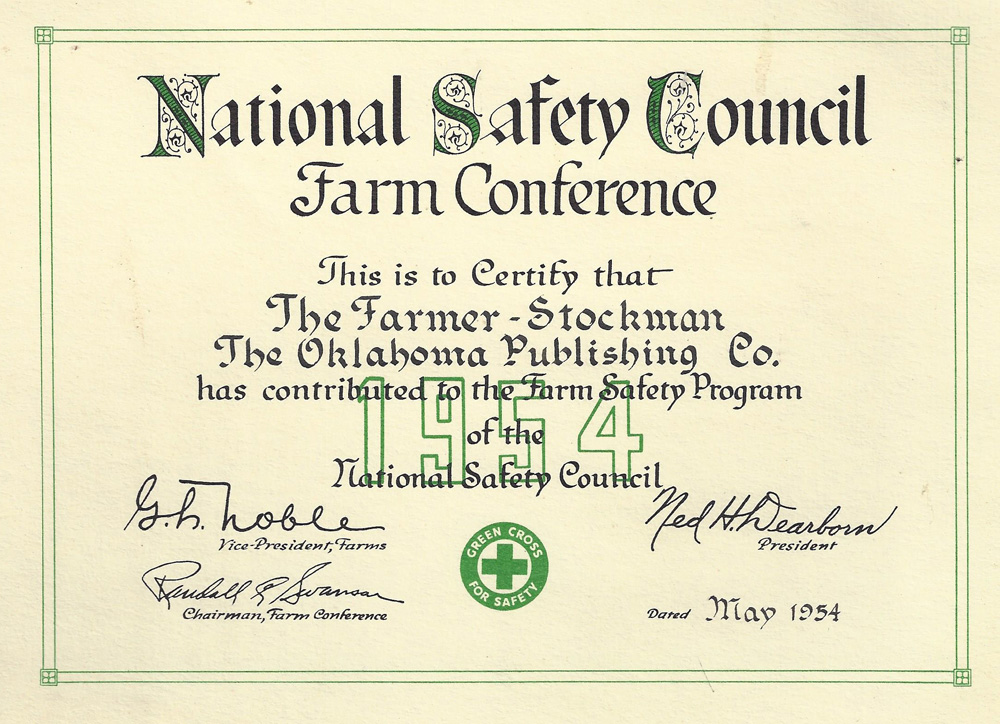 National Safety Council
Farm Conference
This is to Certify that
The Farmer-Stockman
The Oklahoma Publishing Co.
has contributed to the Farm Safety Program
1954
of the
National Safety Council
G. h. Noble
Vice-President, Farms
Ned H. Dearborn
President
GREEN CROSS
FOR SAFETY
Randall C. Swanson
Chairman, Farm Conference
Dated May 1954